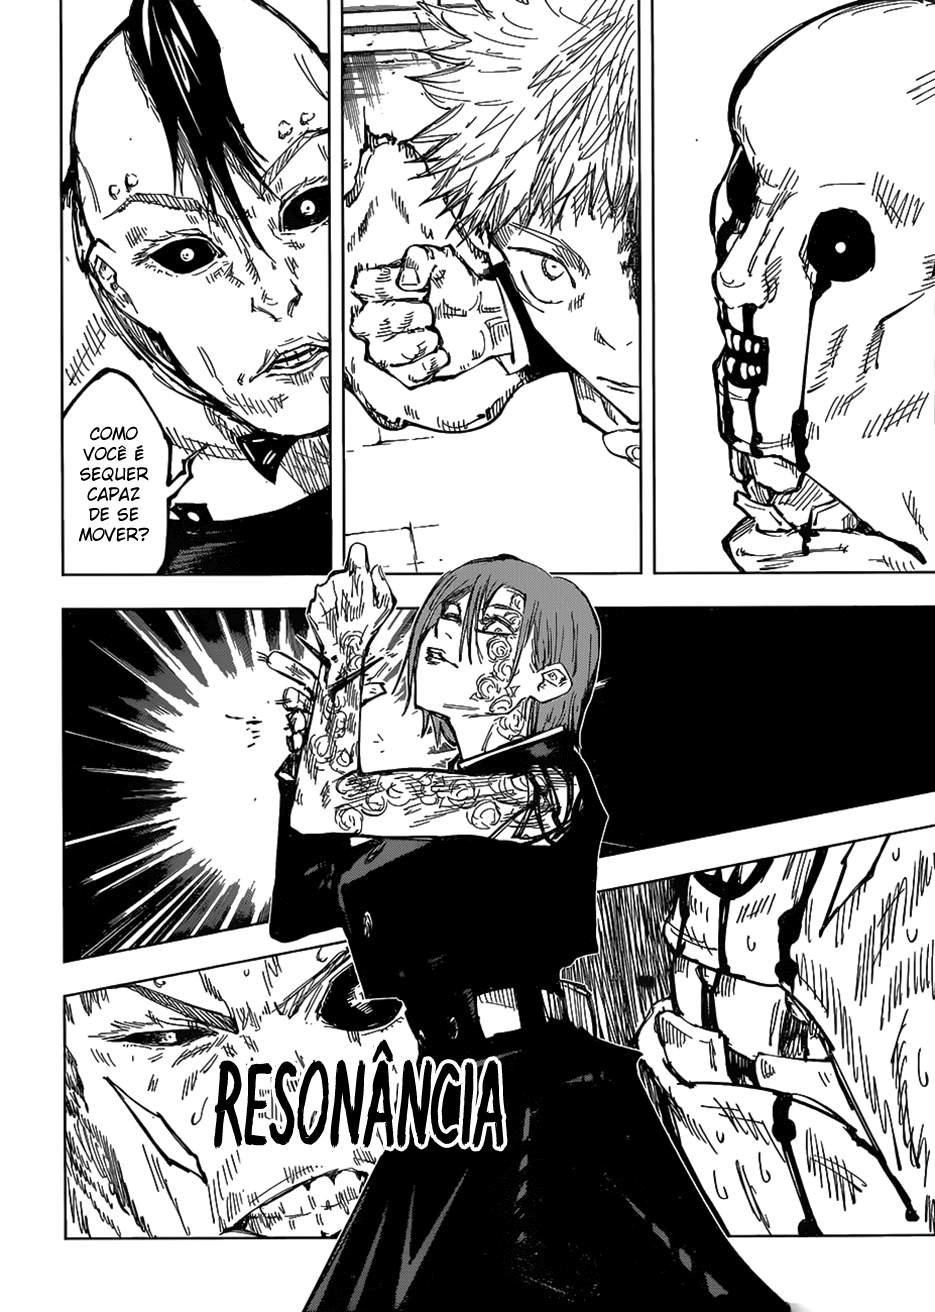 COMO
VOCÊ É
SEQUER
CAPAZ
DE SE
MOVER?
RESONÂNCIA